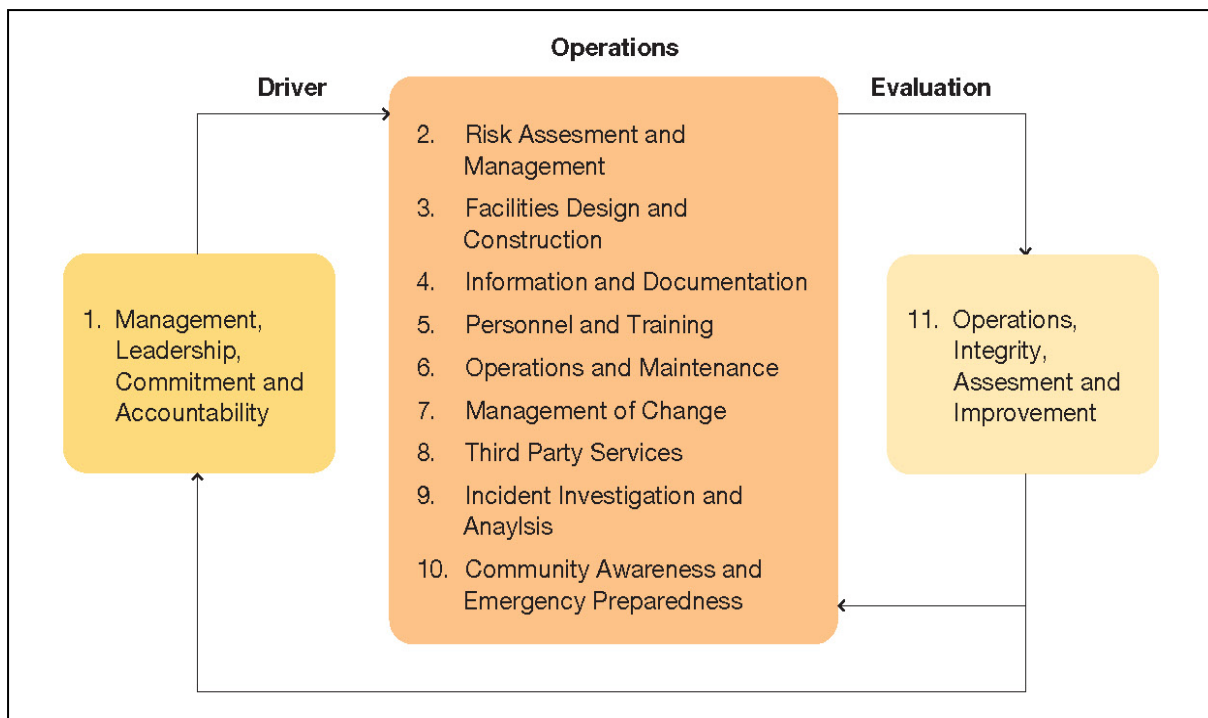 Operations
Driver
Evaluation
1. Management,
Leadership,
Commitment and
Accountability
2. Risk Assesment and
Management
3. Facilities Design and
Construction
4. Information and Documentation
5. Personnel and Training
6. Operations and Maintenance
7. Management of Change
8. Third Party Services
9. Incident Investigation and
Anaylsis
10. Community Awareness and
Emergency Preparedness
11. Operations,
Integrity,
Assesment and
Improvement